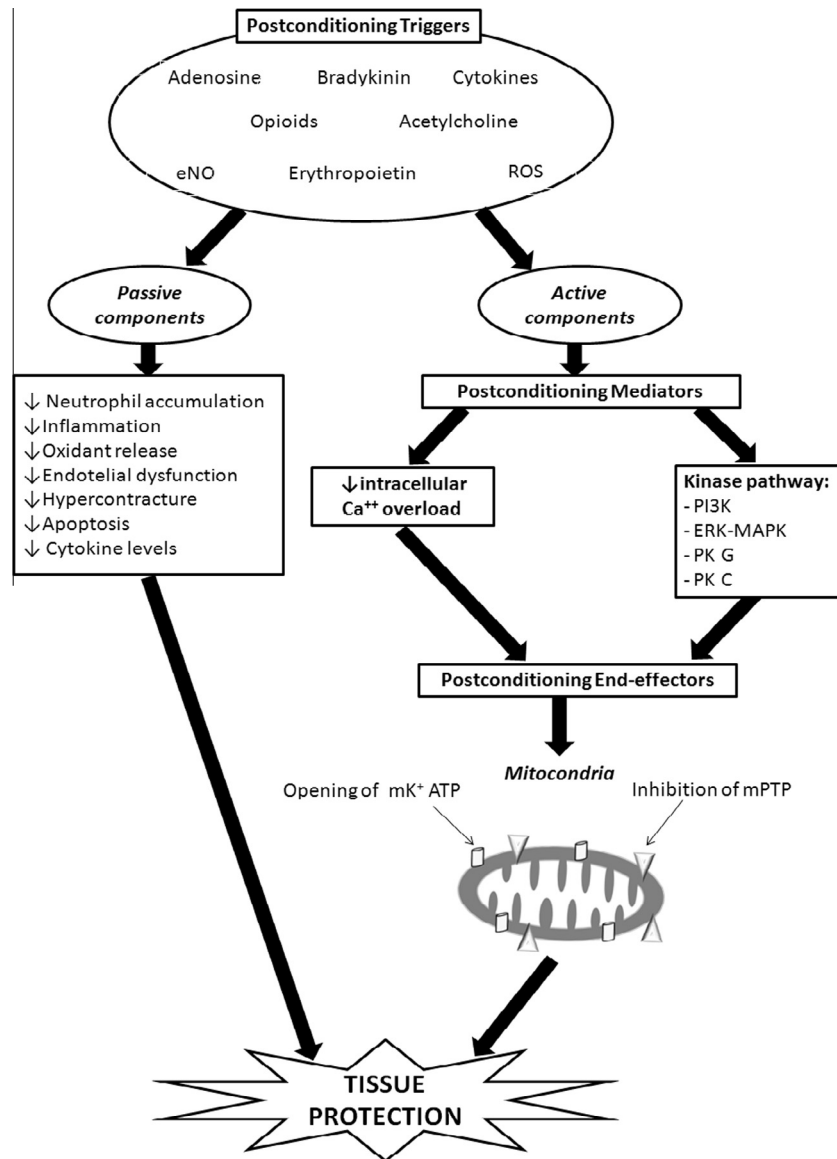 Postconditioning Triggers
Adenosine Bradykinin Cytokines
Opioids Acetylcholine
eNO Erythropoietin ROS
Passive
components
Active
components
↓ Neutrophil accumulation
↓Inflammation
↓Oxidant release
↓Endotelial dysfunction
↓Hypercontracture
↓Apoptosis
↓ Cytokine levels
Postconditioning Mediators
↓intracellular
Ca⁺⁺ overload
Kinase pathway:
- PI3K
- ERK-MAPK
- PK G
- PK C
Postconditioning End-effectors
Mitocondria
Opening of mK⁺ ATP
Inhibition of mPTP
TISSUE
PROTECTION